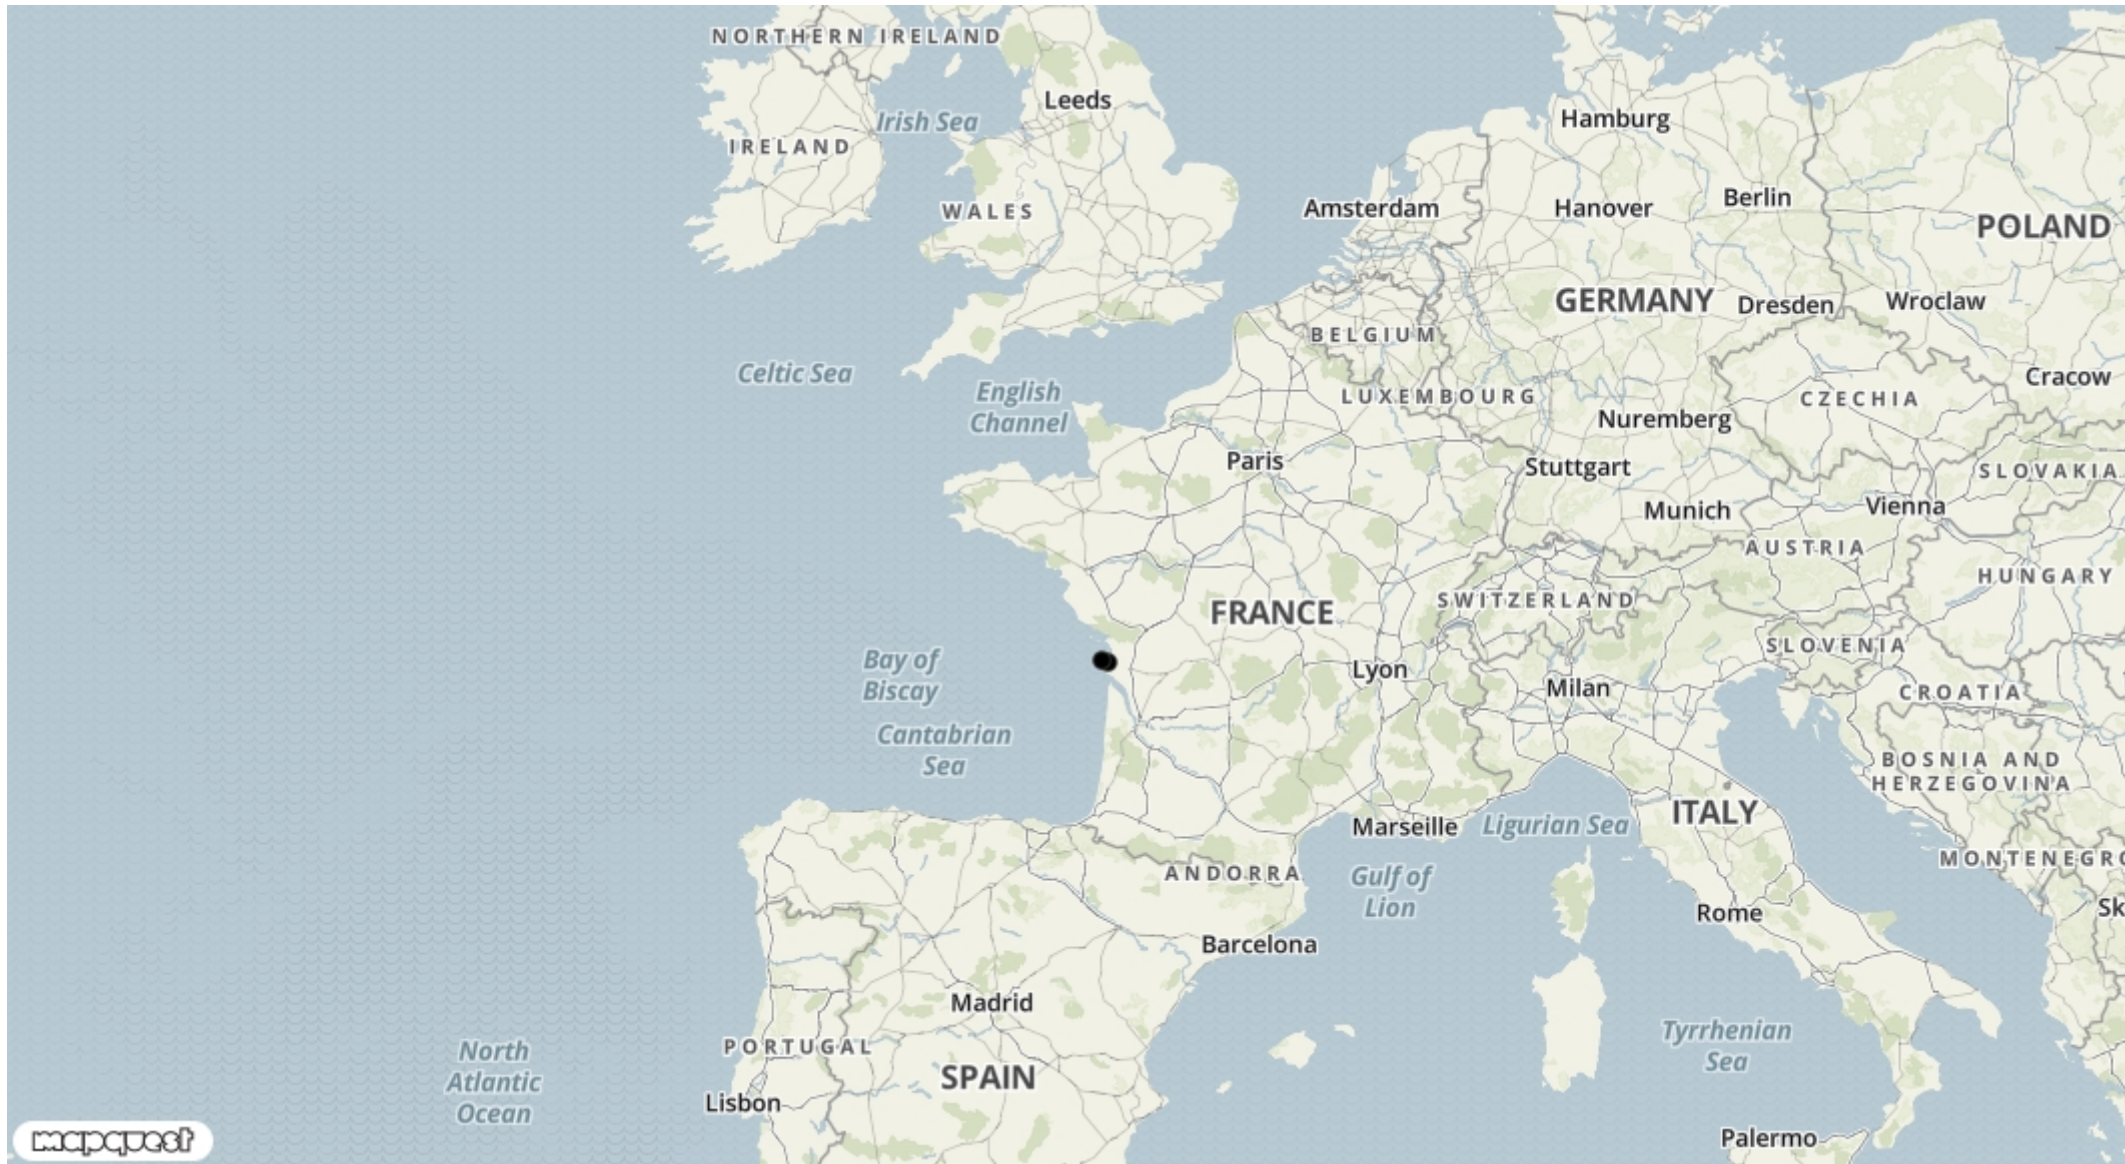 NORTHERN IRELAND
Leeds
Irish Sea
IRELAND
WALES
Hamburg
Amsterdam
Hanover
Berlin
POLAND
GERMANY
Dresden
Wroclaw
BELGIUM
Celtic Sea
English
Channel
LUXEMBOURG
Cracow
CZECHIA
Nuremberg
Paris
Stuttgart
SLOVAKIA
Munich
Vienna
AUSTRIA
HUNGARY
FRANCE
SWITZERLAND
SLOVENIA
Bay of
Biscay
Lyon
Milan
CROATIA
Cantabrian
Sea
BOSNIA AND
HERZEGOVINA
ITALY
Marseille
Ligurian Sea
MONTENEGRO
ANDORRA
Gulf of
Lion
Rome
Sk
Barcelona
Madrid
Tyrrhenian
Sea
PORTUGAL
North
Atlantic
Ocean
SPAIN
Lisbon
mapquest
Palermo